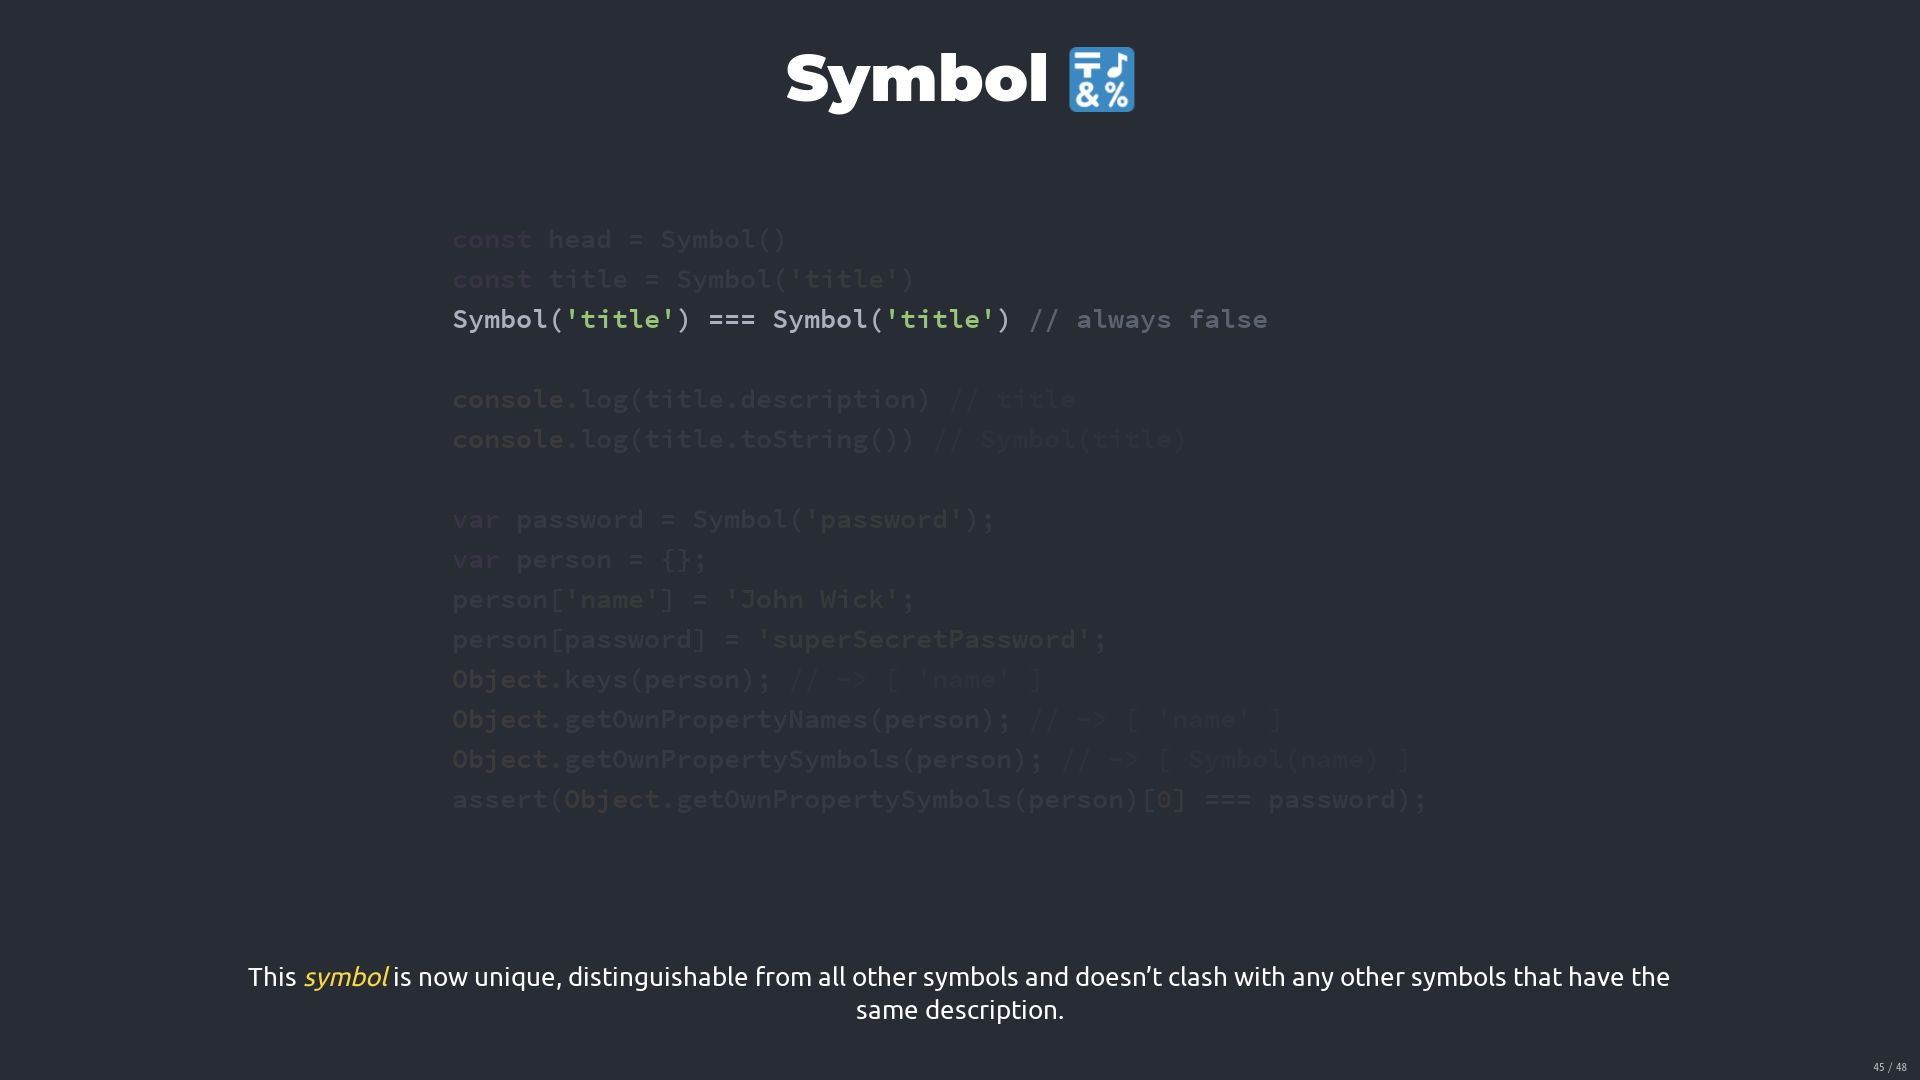 Symbol 🔣
const head = Symbol()
const title = Symbol('title')
Symbol('title') === Symbol('title') // always false
console.log(title.description) // title
console.log(title.toString()) // Symbol(title)
var password = Symbol('password');
var person = {};
person['name'] = 'John Wick';
person[password] = 'superSecretPassword';
Object.keys(person); // -> [ 'name' ]
Object.getOwnPropertyNames(person); // -> [ 'name' ]
Object.getOwnPropertySymbols(person); // -> [ Symbol(name) ]
assert(Object.getOwnPropertySymbols(person)[0] === password);
This symbol is now unique, distinguishable from all other symbols and doesn’t clash with any other symbols that have the
same description.
45 / 48